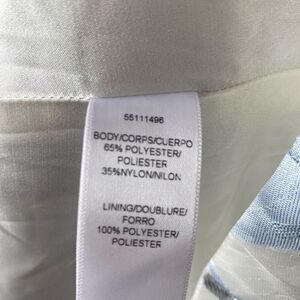 55111496
BODY/CORPS/CUERPO
65% POLYESTER/
POLIESTER
35%NYLON/NILON
LINING/DOUBLURE/
FORRO
100% POLYESTER/
POLIESTER